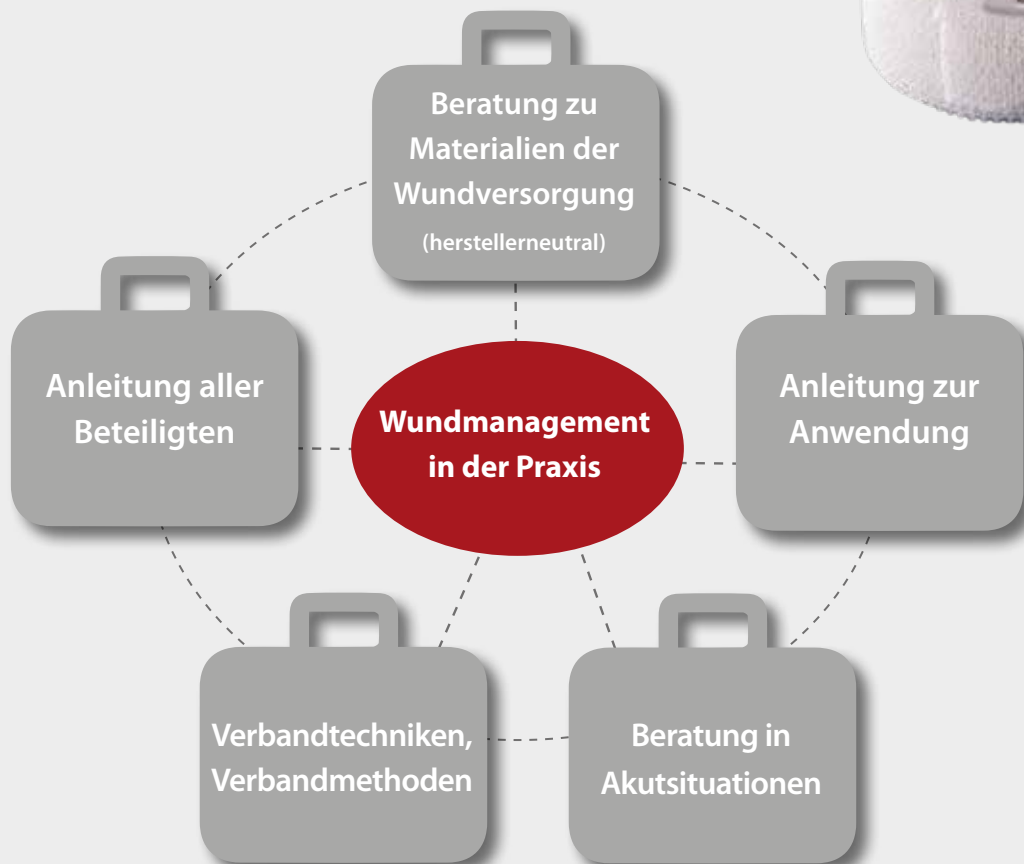 Beratung zu
Materialien der
Wundversorgung
(herstellerneutral)
Anleitung aller
Beteiligten
Wundmanagement
in der Praxis
Anleitung zur
Anwendung
Verbandtechniken,
Verbandmethoden
Beratung in
Akutsituationen